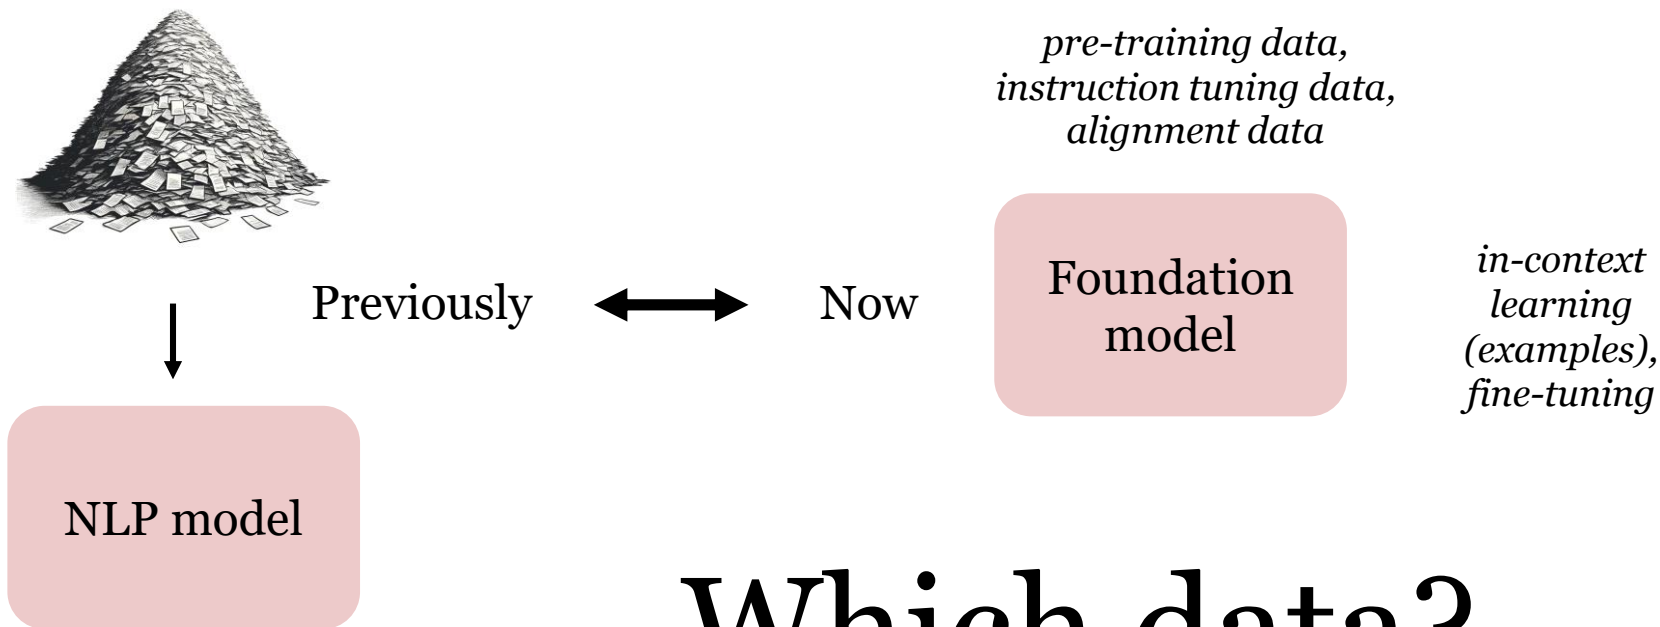 pre-training data,
instruction tuning data,
alignment data
Previously
Now
Foundation
model
in-context
learning
(examples),
fine-tuning
NLP model
Which data?